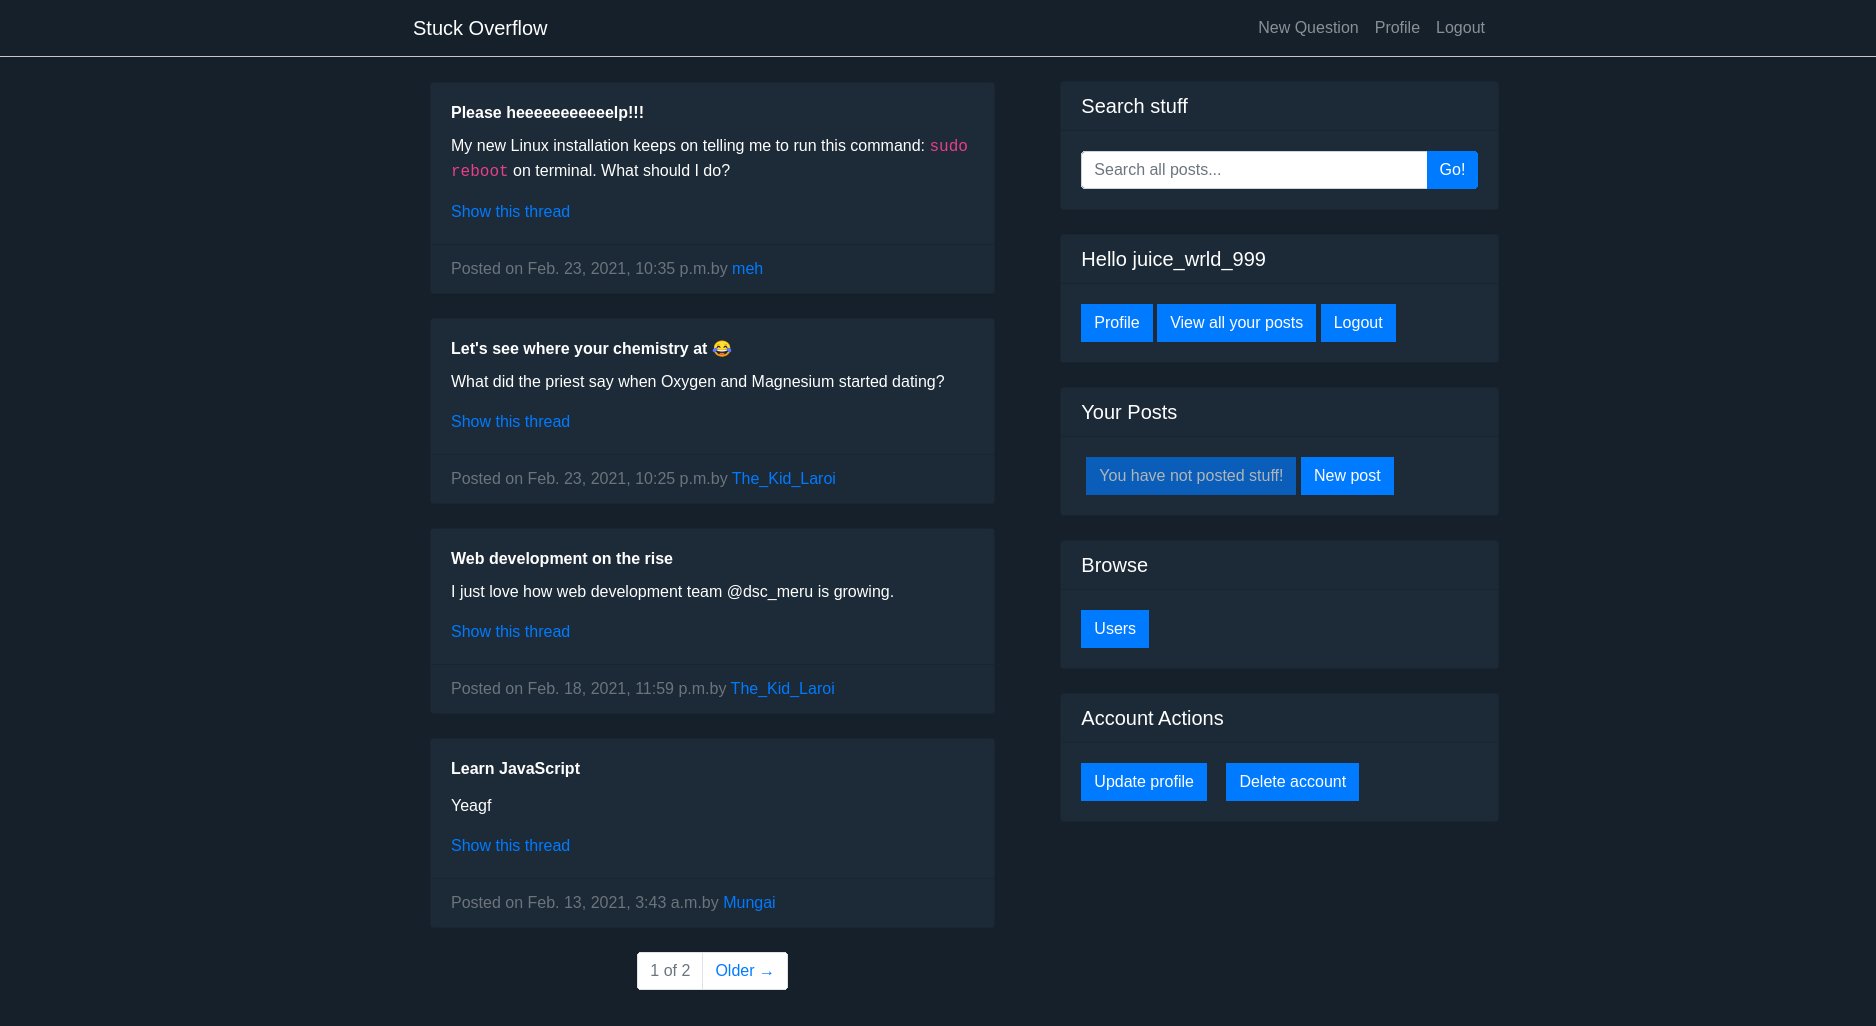 Stuck Overflow
New Question Profile Logout
Please heeeeeeeeeeelp!!!
My new Linux installation keeps on telling me to run this command: sudo
reboot on terminal. What should I do?
Show this thread
Posted on Feb. 23, 2021, 10:35 p.m.by meh
Let's see where your chemistry at 😂
What did the priest say when Oxygen and Magnesium started dating?
Show this thread
Posted on Feb. 23, 2021, 10:25 p.m.by The_Kid_Laroi
Web development on the rise
I just love how web development team @dsc_meru is growing.
Show this thread
Posted on Feb. 18, 2021, 11:59 p.m.by The_Kid_Laroi
Learn JavaScript
Yeagf
Show this thread
Posted on Feb. 13, 2021, 3:43 a.m.by Mungai
1 of 2 Older →
Search stuff
Search all posts... Go!
Hello juice_wrld_999
Profile View all your posts Logout
Your Posts
You have not posted stuff! New post
Browse
Users
Account Actions
Update profile Delete account